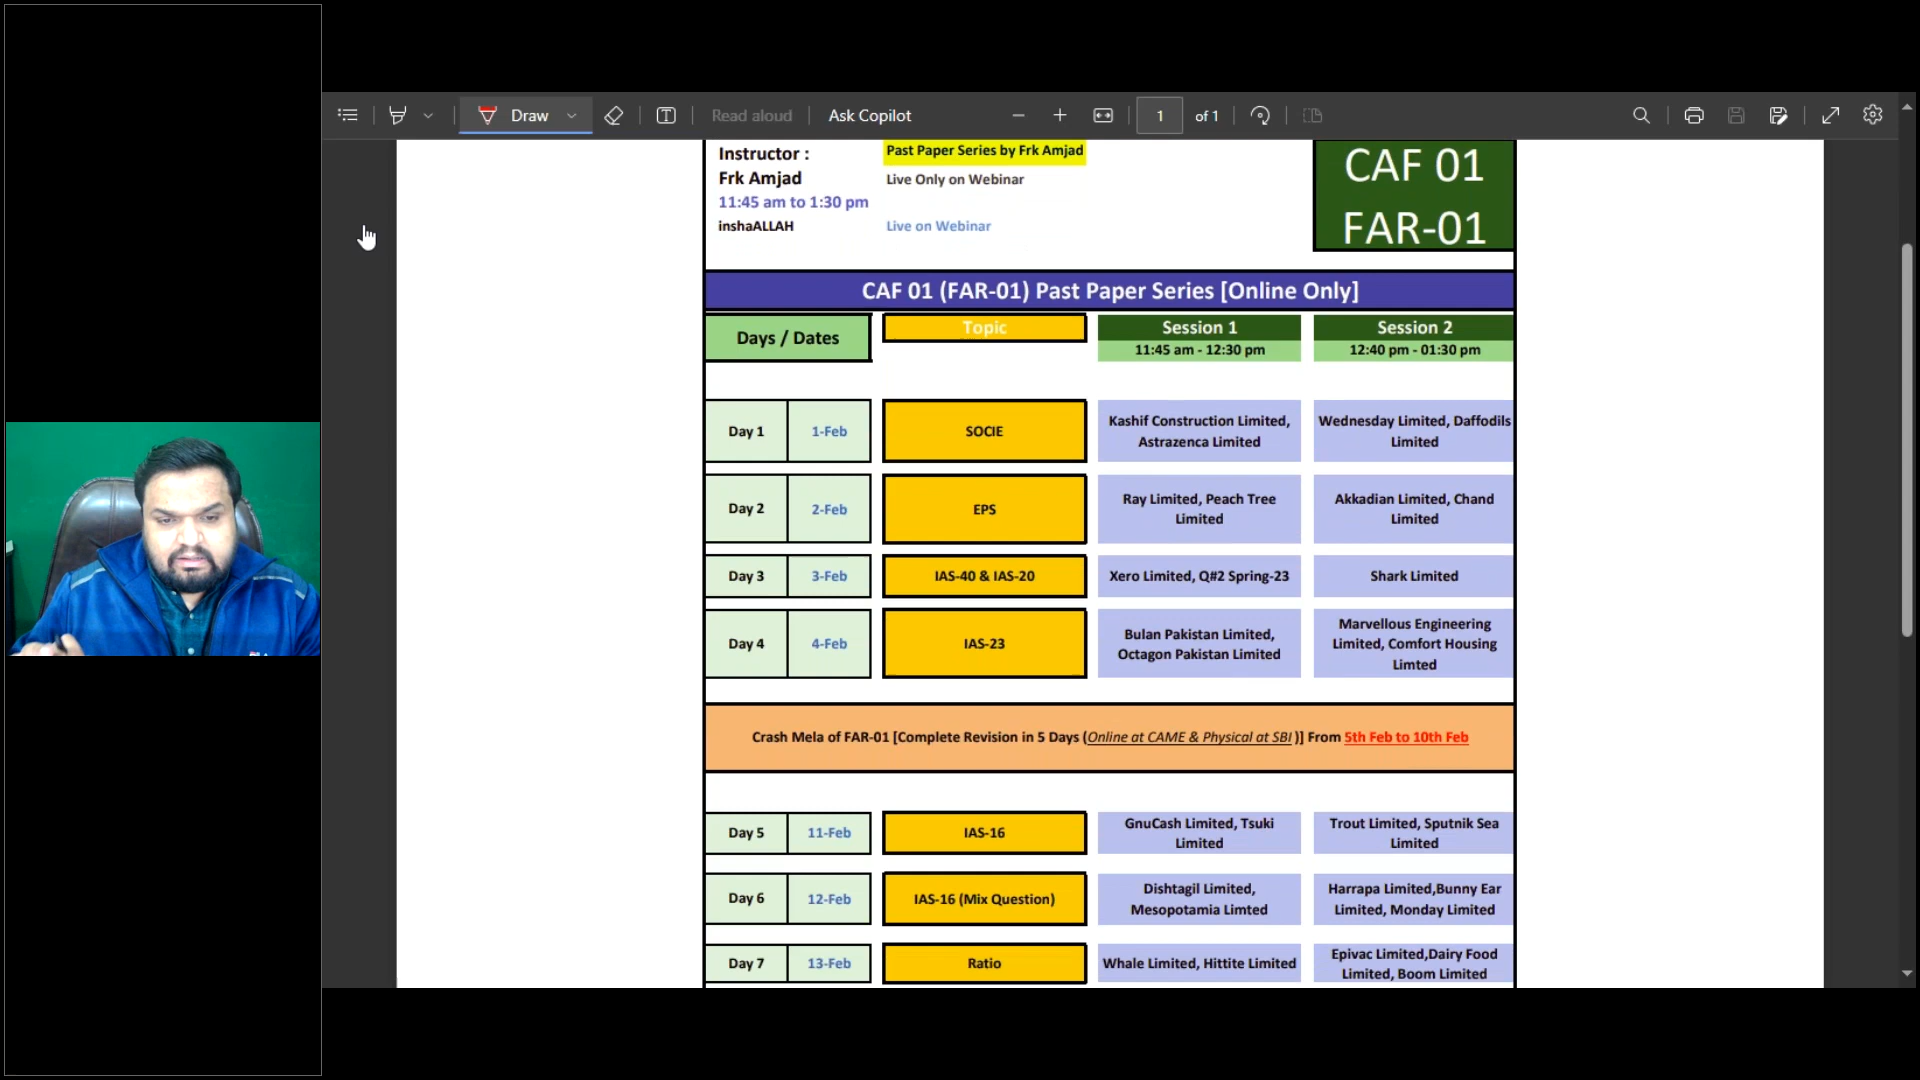 Draw
Read aloud
Ask Copilot
1
of 1
Instructor :
Frk Amjad
11:45 am to 1:30 pm
inshaALLAH
Past Paper Series by Frk Amjad
Live Only on Webinar
Live on Webinar
CAF 01
FAR-01
CAF 01 (FAR-01) Past Paper Series [Online Only]
Days / Dates
Topic
Session 1
11:45 am - 12:30 pm
Session 2
12:40 pm - 01:30 pm
Day 1
1-Feb
SOCIE
Kashif Construction Limited,
Astrazenca Limited
Wednesday Limited, Daffodils
Limited
Day 2
2-Feb
EPS
Ray Limited, Peach Tree
Limited
Akkadian Limited, Chand
Limited
Day 3
3-Feb
IAS-40 & IAS-20
Xero Limited, Q#2 Spring-23
Shark Limited
Day 4
4-Feb
IAS-23
Bulan Pakistan Limited,
Octagon Pakistan Limited
Marvellous Engineering
Limited, Comfort Housing
Limted
Crash Mela of FAR-01 [Complete Revision in 5 Days (Online at CAME & Physical at SBI )] From 5th Feb to 10th Feb
Day 5
11-Feb
IAS-16
GnuCash Limited, Tsuki
Limited
Trout Limited, Sputnik Sea
Limited
Day 6
12-Feb
IAS-16 (Mix Question)
Dishtagil Limited,
Mesopotamia Limted
Harrapa Limited,Bunny Ear
Limited, Monday Limited
Day 7
13-Feb
Ratio
Whale Limited, Hittite Limited
Epivac Limited,Dairy Food
Limited, Boom Limited